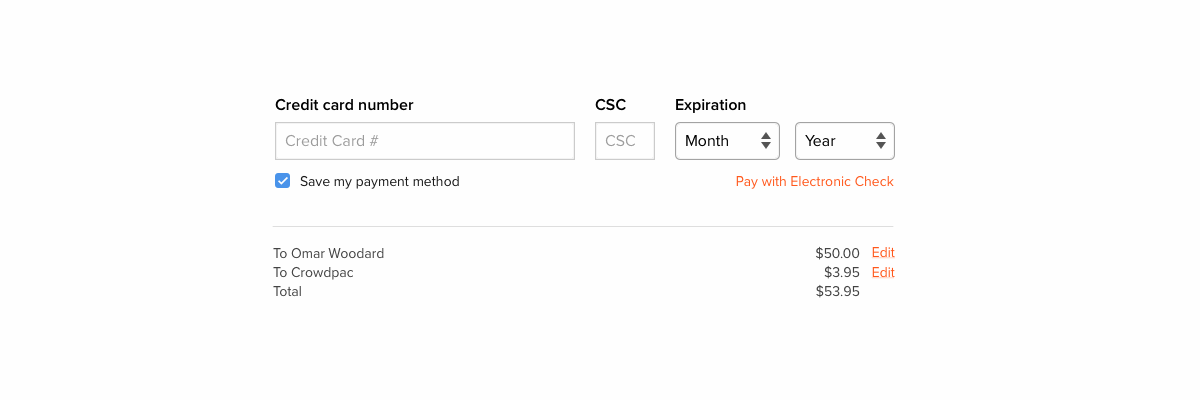 Credit card number CSC Expiration
Credit Card # CSC Month Year
Save my payment method Pay with Electronic Check
To Omar Woodard $50.00 Edit
To Crowdpac $3.95 Edit
Total $53.95